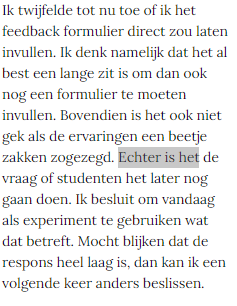 Ik twijfelde tot nu toe of ik het
feedback formulier direct zou laten
invullen. Ik denk namelijk dat het al
best een lange zit is om dan ook
nog een formulier te moeten
invullen. Bovendien is het ook niet
gek als de ervaringen een beetje
zakken zogezegd. Echter is het de
vraag of studenten het later nog
gaan doen. Ik besluit om vandaag
als experiment te gebruiken wat
dat betreft. Mocht blijken dat de
respons heel laag is, dan kan ik een
volgende keer anders beslissen.